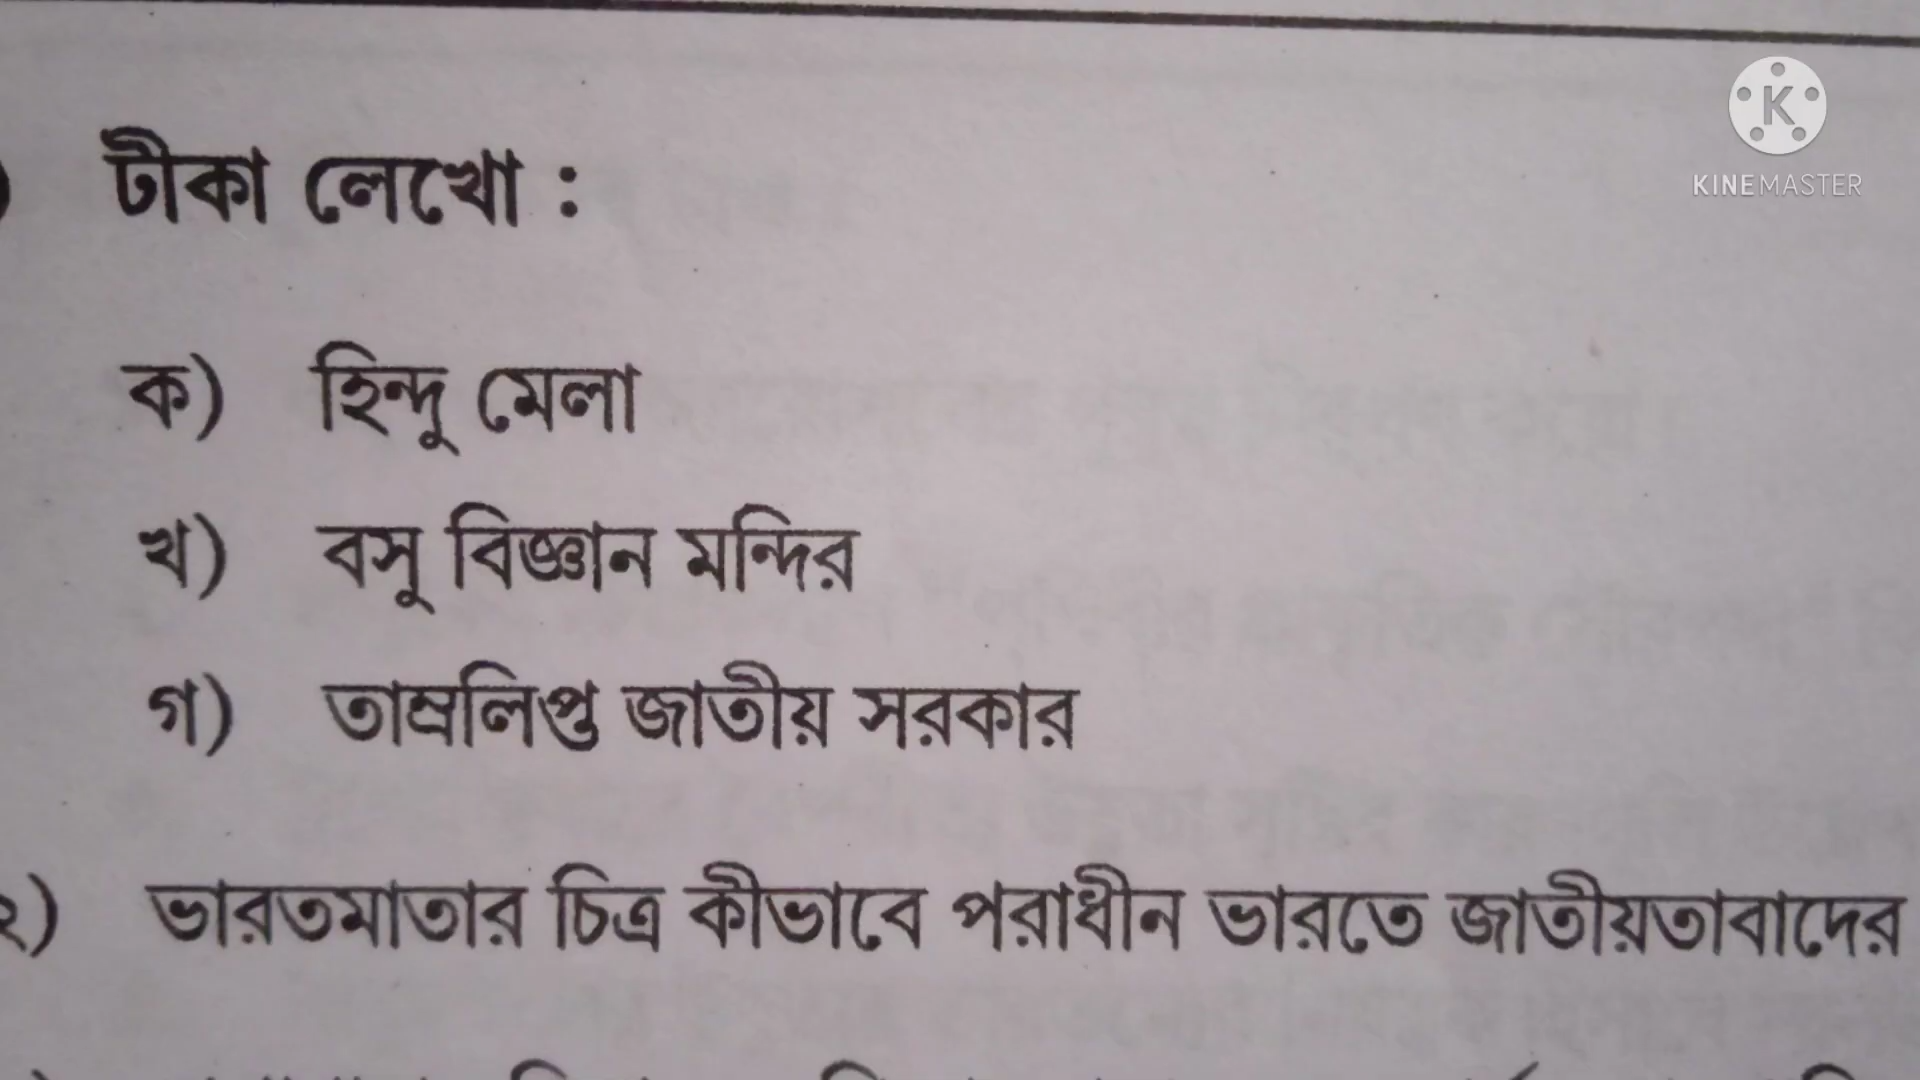 টীকা লেখো :
KINEMASTER
ক) হিন্দু মেলা
খ) বসু বিজ্ঞান মন্দির
গ) তাম্রলিপ্ত জাতীয় সরকার
২) ভারতমাতার চিত্র কীভাবে পরাধীন ভারতে জাতীয়তাবাদের